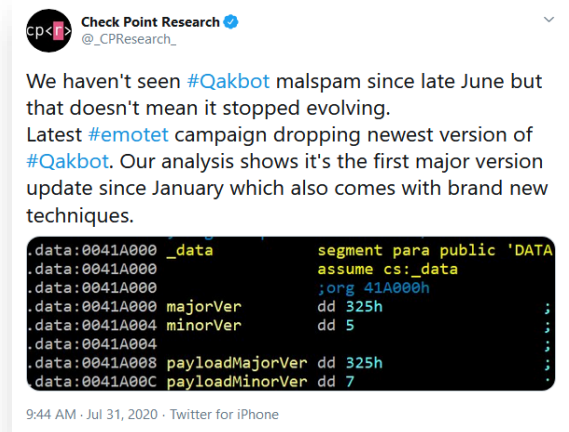 cp<r>
Check Point Research
@_CPResearch_
We haven't seen #Qakbot malspam since late June but
that doesn't mean it stopped evolving.
Latest #emotet campaign dropping newest version of
#Qakbot. Our analysis shows it's the first major version
update since January which also comes with brand new
techniques.
.data:0041A000 _data segment para public 'DATA
.data:0041A000 assume cs:_data
.data:0041A000 ;org 41A000h
.data:0041A000 majorVer dd 325h ;
.data:0041A004 minorVer dd 5 ;
.data:0041A004 ;
.data:0041A008 payloadMajorVer dd 325h ;
.data:0041A00C payloadMinorVer dd 7 ;
9:44 AM · Jul 31, 2020 · Twitter for iPhone